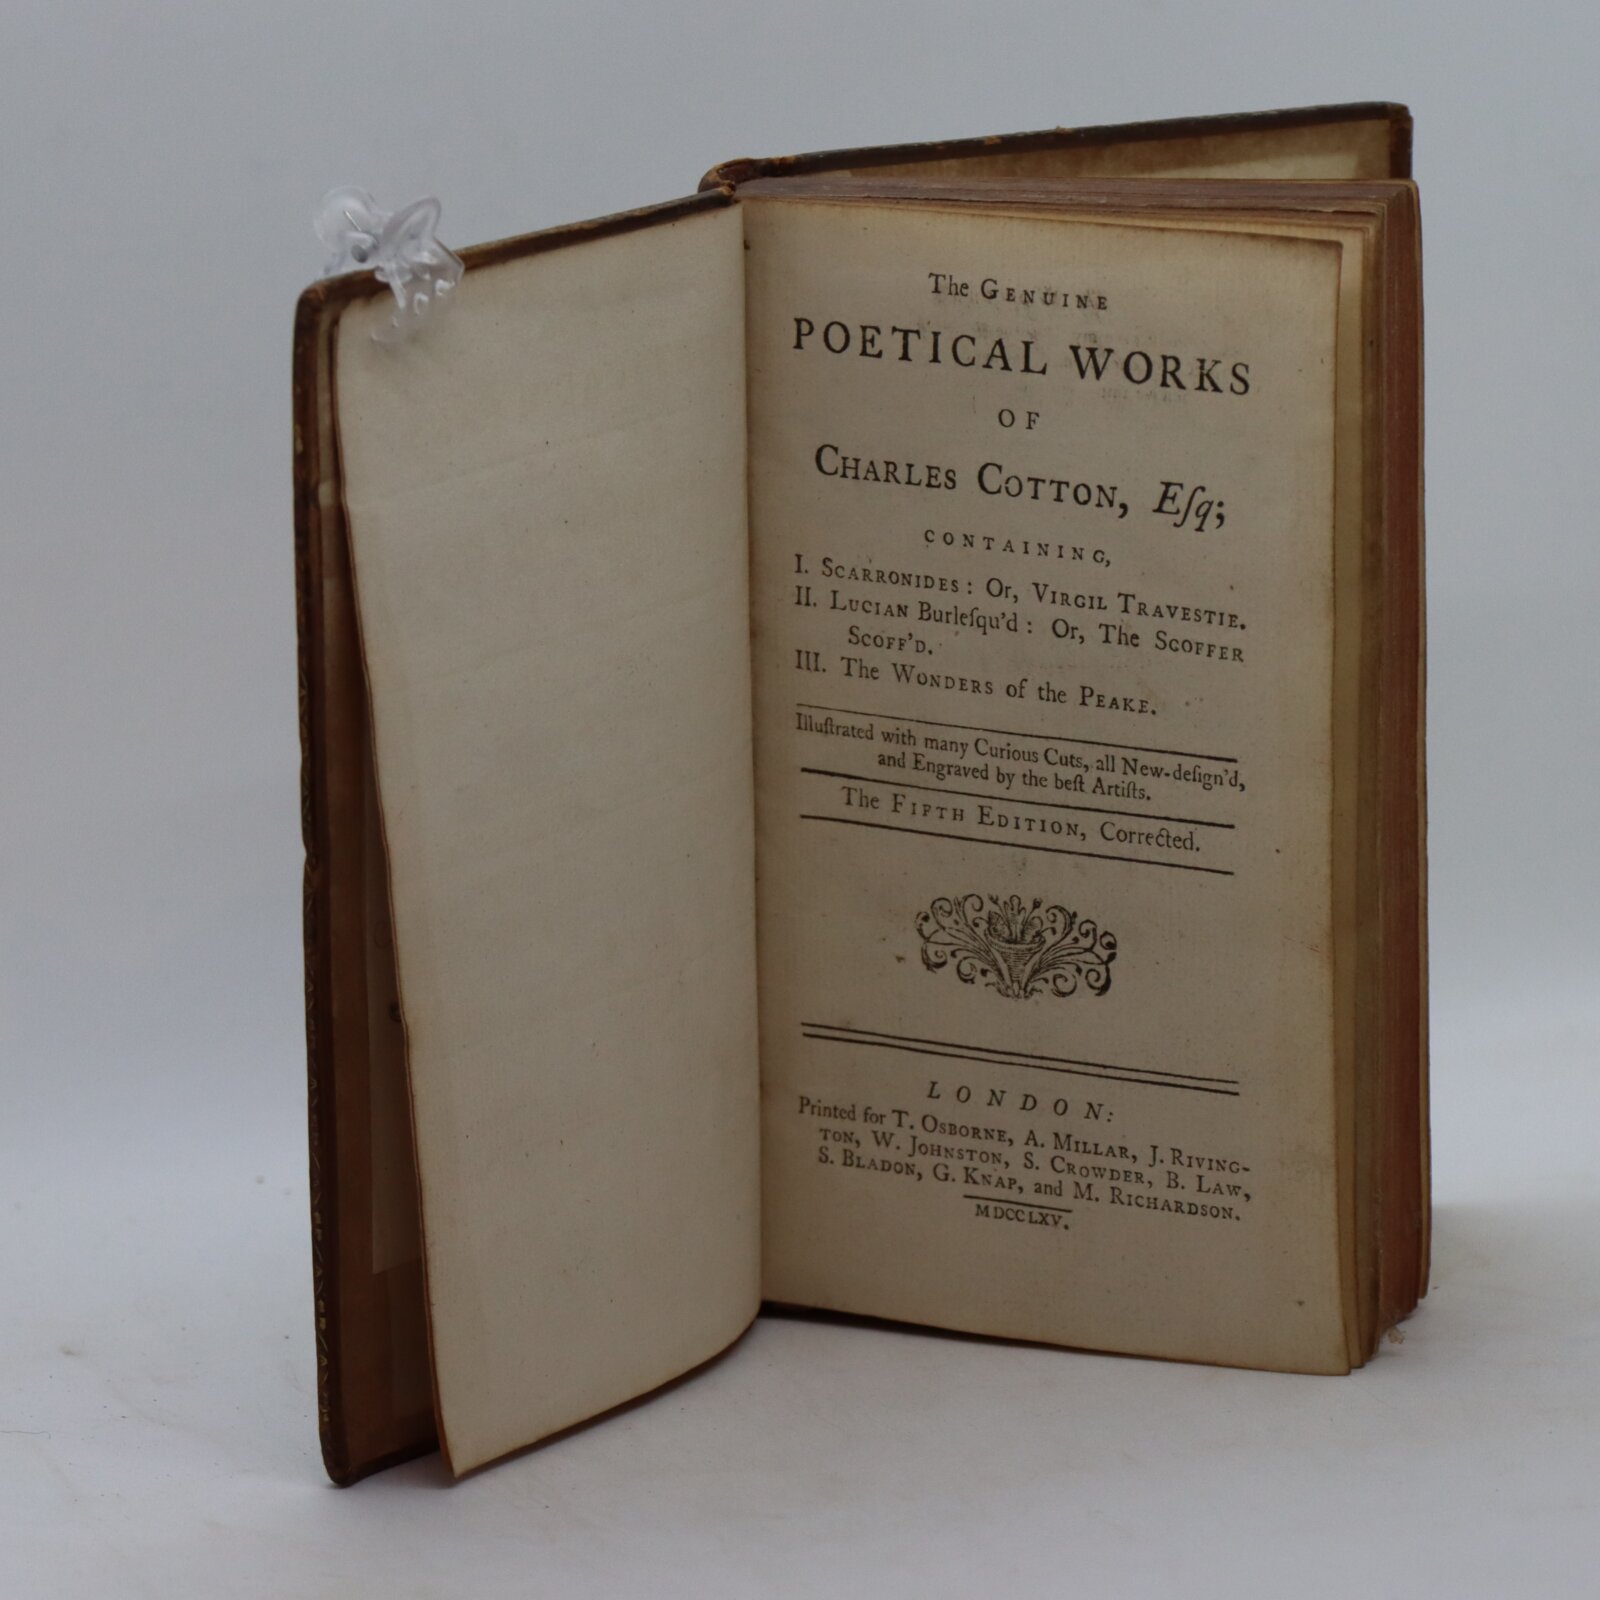 The GENUINE
POETICAL WORKS
OF
CHARLES COTTON, Eſq;
CONTAINING,
I. SCARRONIDES: Or, VIRGIL TRAVESTIE.
II. LUCIAN Burleſqu'd: Or, The SCOFFER
SCOFF'D.
III. The WONDERS of the PEAKE.
Illuſtrated with many Curious Cuts, all New-deſign'd,
and Engraved by the beſt Artiſts.
The FIFTH EDITION, Corrected.
LONDON:
Printed for T. OSBORNE, A. MILLAR, J. RIVING-
TON, W. JOHNSTON, S. CROWDER, B. LAW,
S. BLADON, G. KNAP, and M. RICHARDSON.
MDCCLXV.